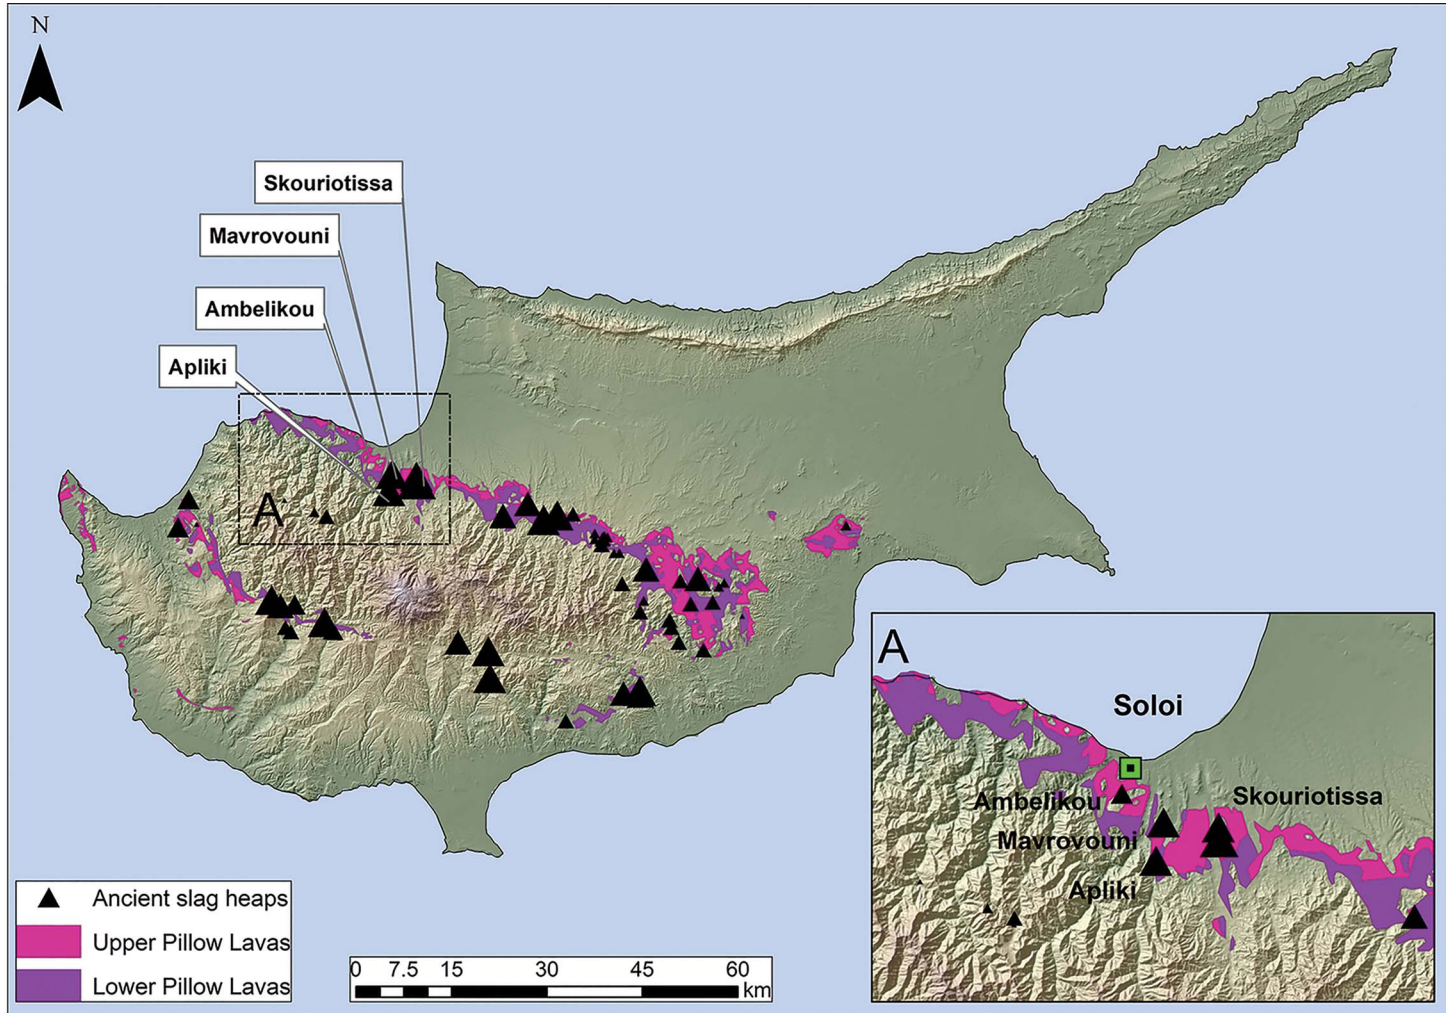 N
Skouriotissa
Mavrovouni
Ambelikou
Apliki
A
A
Soloi
Skouriotissa
Ambelikou
Mavrovouni
Apliki
Ancient slag heaps
Upper Pillow Lavas
Lower Pillow Lavas
0 7.5 15 30 45 60
km